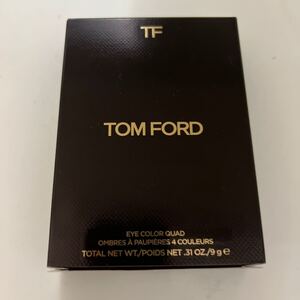 TF
TOM FORD
EYE COLOR QUAD
OMBRES À PAUPIÈRES 4 COULEURS
TOTAL NET WT./POIDS NET .31 OZ./9 g ℮